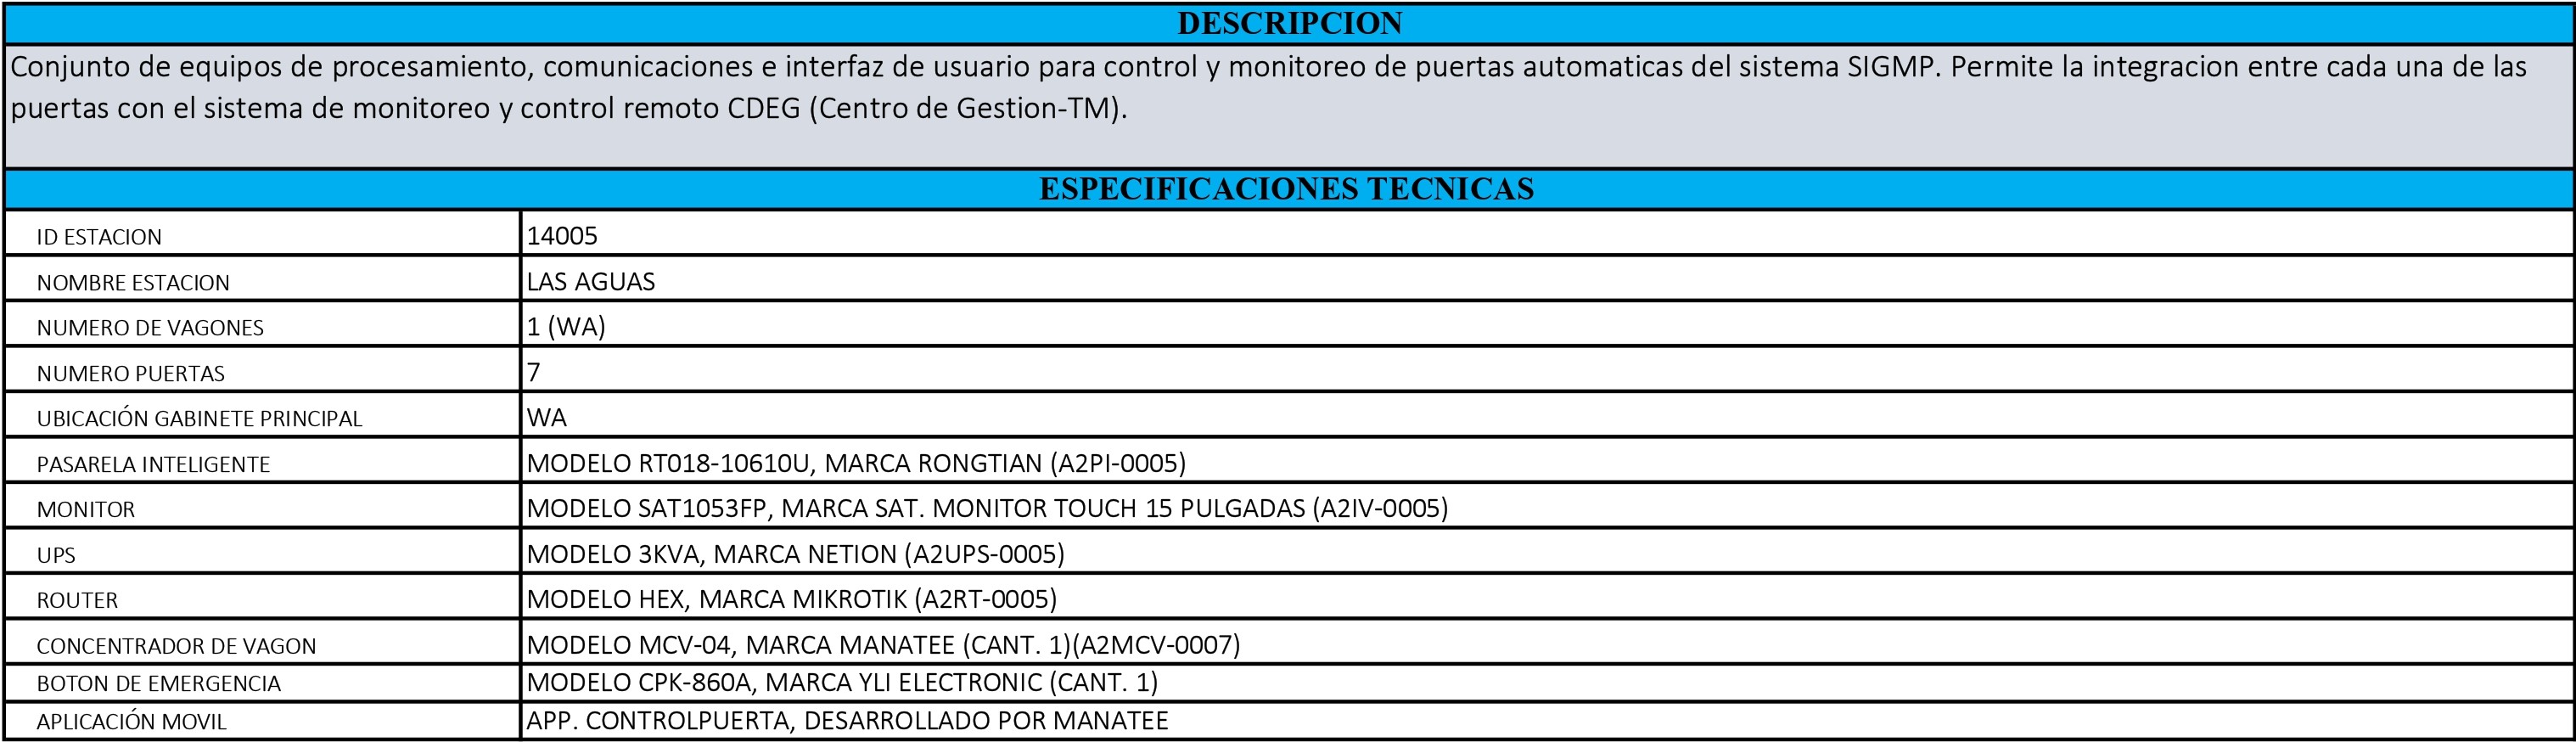 DESCRIPCION
Conjunto de equipos de procesamiento, comunicaciones e interfaz de usuario para control y monitoreo de puertas automaticas del sistema SIGMP. Permite la integracion entre cada una de las
puertas con el sistema de monitoreo y control remoto CDEG (Centro de Gestion-TM).
ESPECIFICACIONES TECNICAS
ID ESTACION 14005
NOMBRE ESTACION LAS AGUAS
NUMERO DE VAGONES 1 (WA)
NUMERO PUERTAS 7
UBICACIÓN GABINETE PRINCIPAL WA
PASARELA INTELIGENTE MODELO RT018-10610U, MARCA RONGTIAN (A2PI-0005)
MONITOR MODELO SAT1053FP, MARCA SAT. MONITOR TOUCH 15 PULGADAS (A2IV-0005)
UPS MODELO 3KVA, MARCA NETION (A2UPS-0005)
ROUTER MODELO HEX, MARCA MIKROTIK (A2RT-0005)
CONCENTRADOR DE VAGON MODELO MCV-04, MARCA MANATEE (CANT. 1)(A2MCV-0007)
BOTON DE EMERGENCIA MODELO CPK-860A, MARCA YLI ELECTRONIC (CANT. 1)
APLICACIÓN MOVIL APP. CONTROLPUERTA, DESARROLLADO POR MANATEE